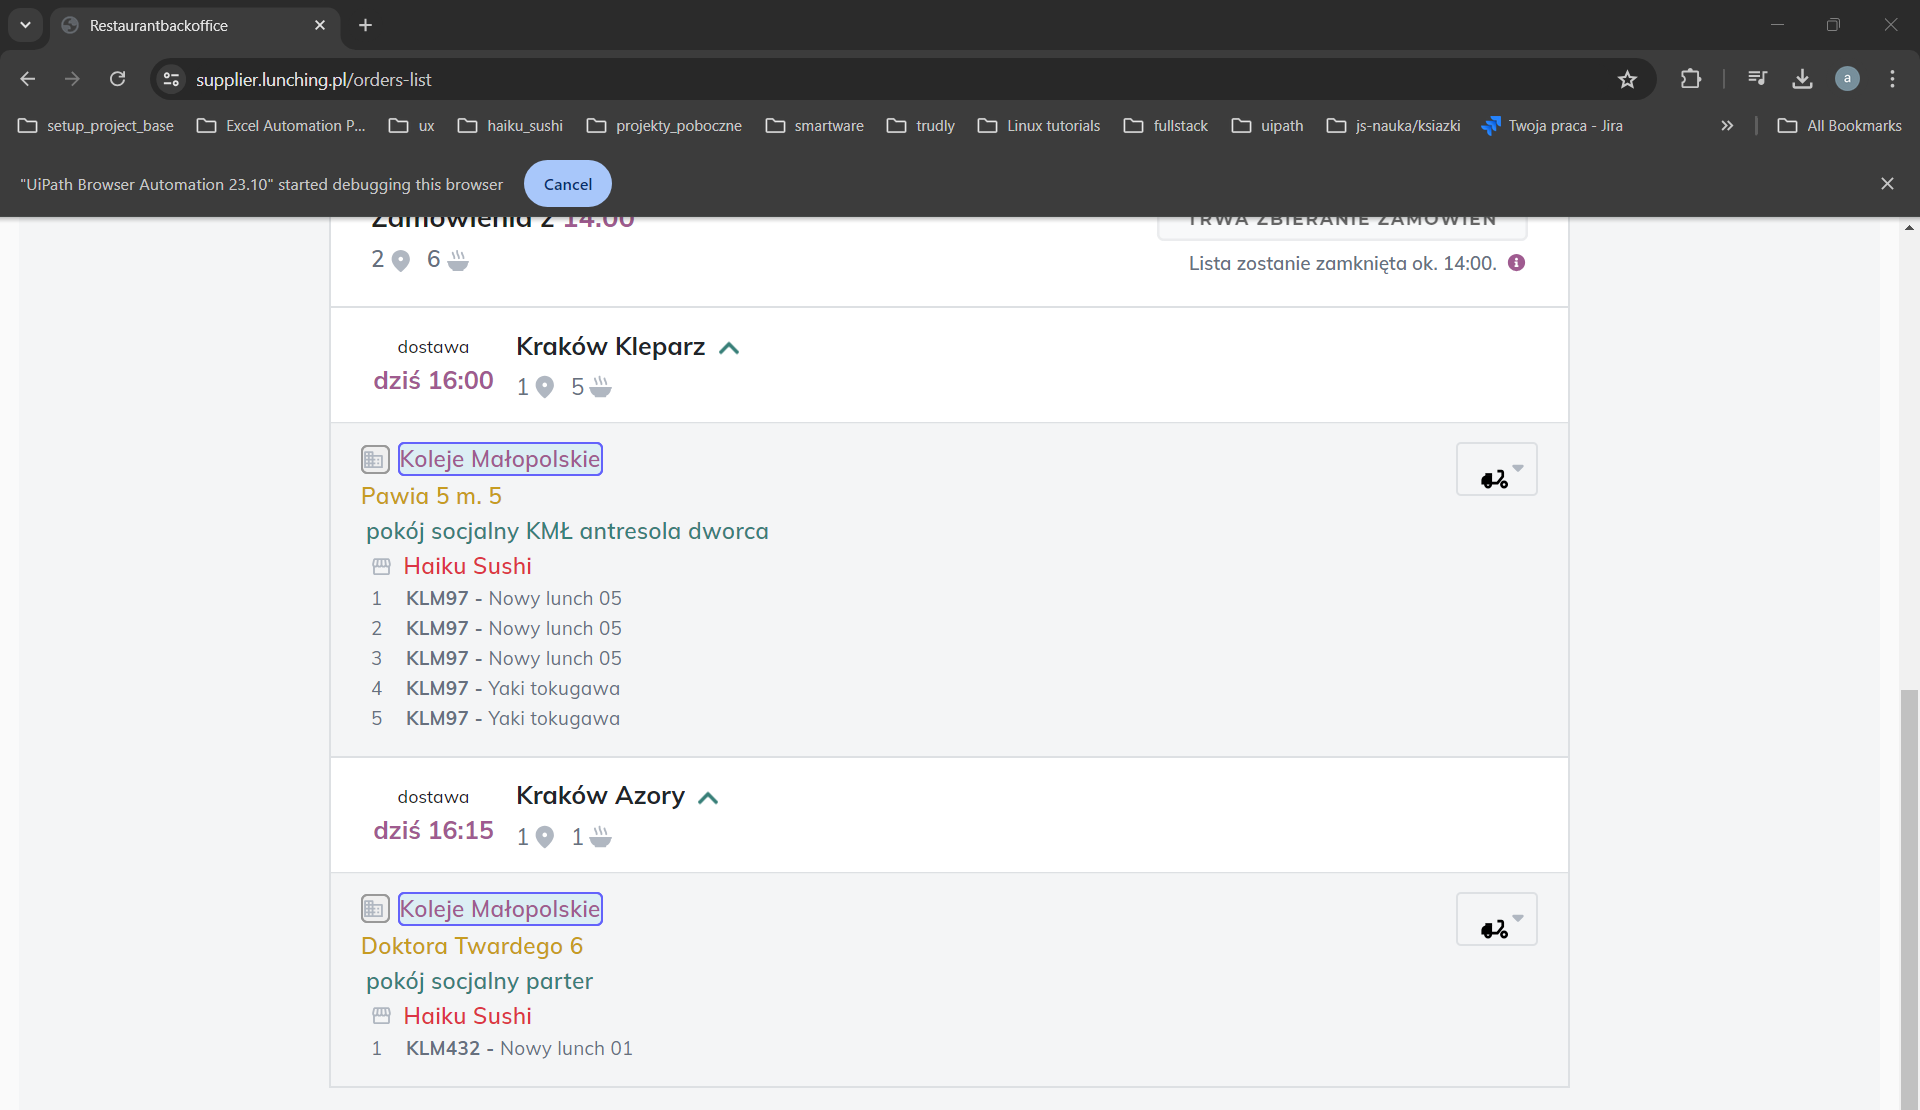 Restaurantbackoffice
supplier.lunching.pl/orders-list
a
setup_project_base
Excel Automation P...
ux
haiku_sushi
projekty_poboczne
smartware
trudly
Linux tutorials
fullstack
uipath
js-nauka/ksiazki
Twoja praca - Jira
All Bookmarks
"UiPath Browser Automation 23.10" started debugging this browser
Cancel
Zamówienia z 14:00
TRWA ZBIERANIE ZAMÓWIEŃ
2 6
Lista zostanie zamknięta ok. 14:00.
dostawa
dziś 16:00
Kraków Kleparz
1 5
Koleje Małopolskie
Pawia 5 m. 5
pokój socjalny KMŁ antresola dworca
Haiku Sushi
1 KLM97 - Nowy lunch 05
2 KLM97 - Nowy lunch 05
3 KLM97 - Nowy lunch 05
4 KLM97 - Yaki tokugawa
5 KLM97 - Yaki tokugawa
dostawa
dziś 16:15
Kraków Azory
1 1
Koleje Małopolskie
Doktora Twardego 6
pokój socjalny parter
Haiku Sushi
1 KLM432 - Nowy lunch 01